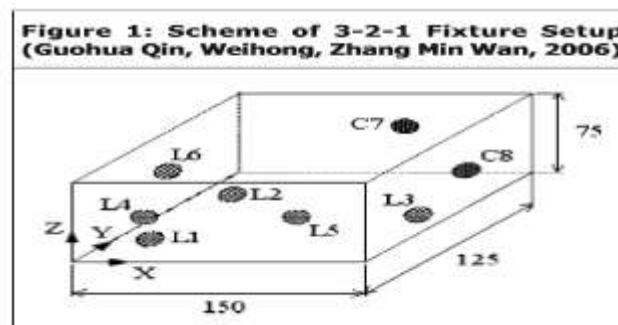 Figure 1: Scheme of 3-2-1 Fixture Setup
(Guohua Qin, Weihong, Zhang Min Wan, 2006)
C7
75
L6
C8
L2
L4
L3
L5
Z
Y
L1
X
125
150